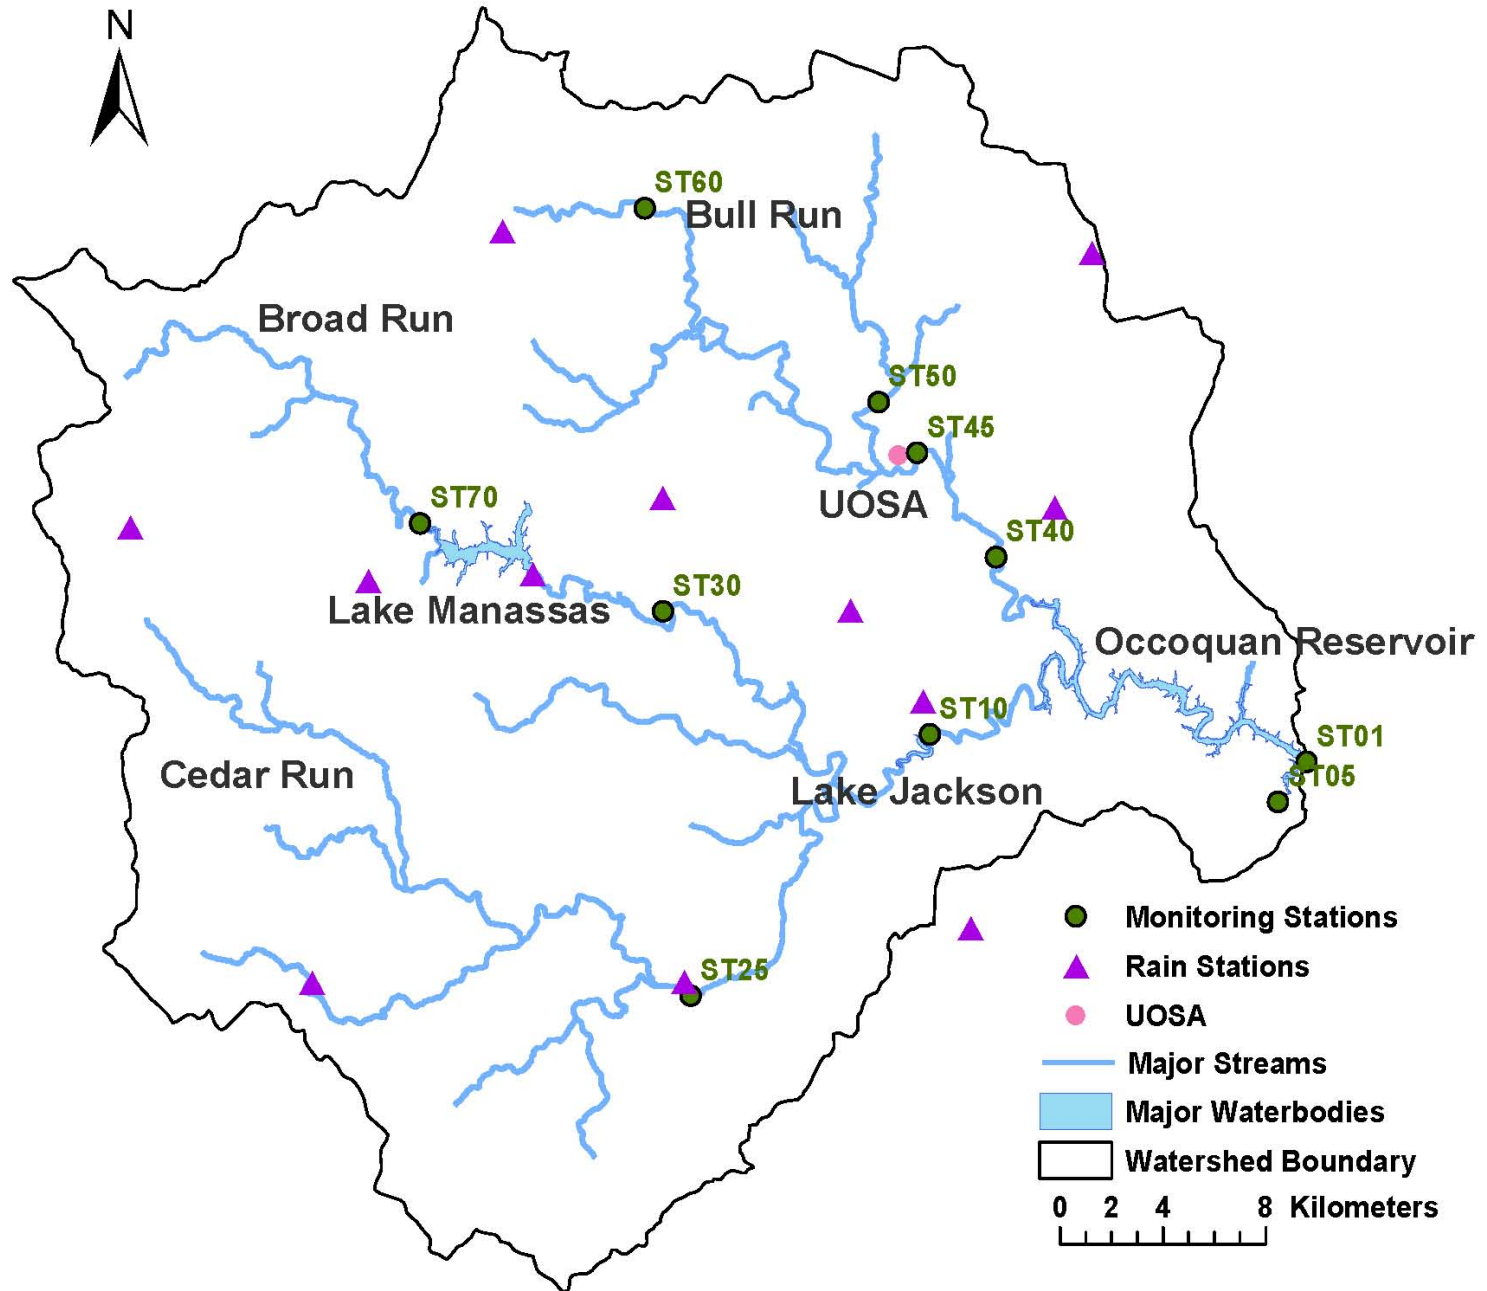 N
ST60
Bull Run
Broad Run
ST50
ST45
ST70
UOSA
ST40
ST30
Lake Manassas
Occoquan Reservoir
ST10
ST01
Cedar Run
ST05
Lake Jackson
ST25
Monitoring Stations
Rain Stations
UOSA
Major Streams
Major Waterbodies
Watershed Boundary
0 2 4 8 Kilometers